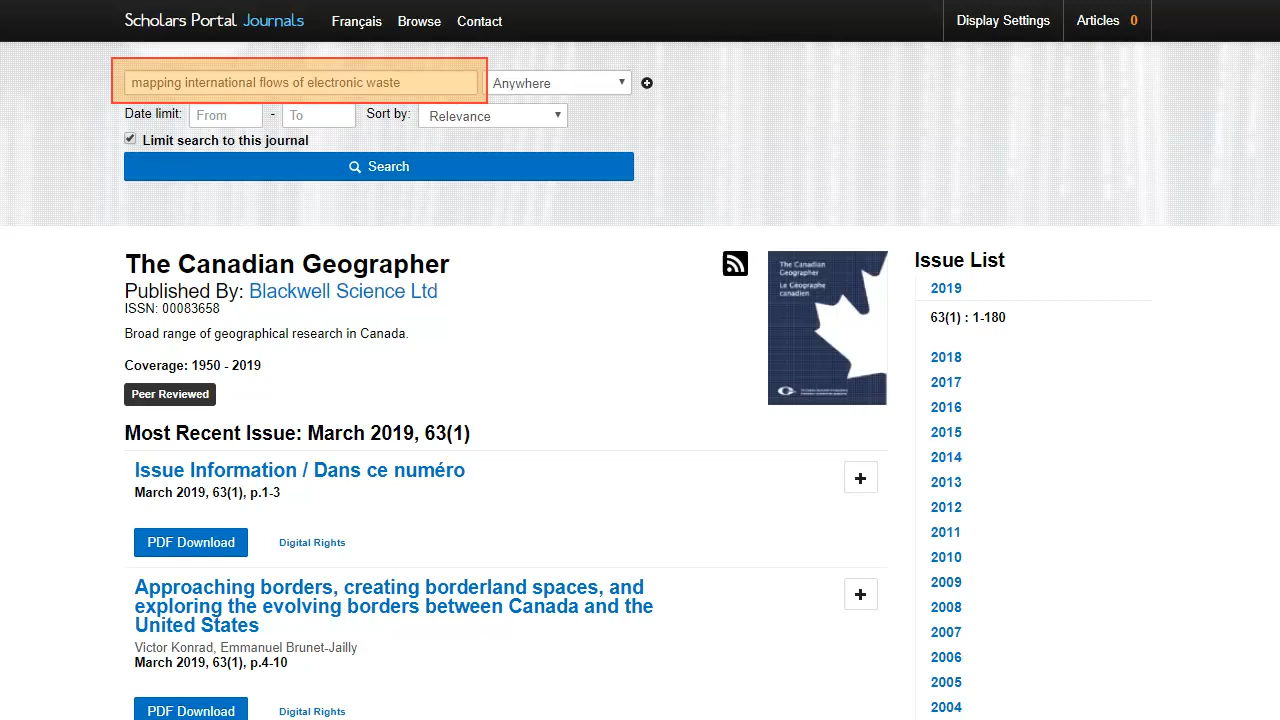 Scholars Portal Journals Français Browse Contact Display Settings Articles 0
mapping international flows of electronic waste Anywhere
Date limit: From - To Sort by: Relevance
Limit search to this journal
Search
The Canadian Geographer
Published By: Blackwell Science Ltd
ISSN: 00083658
Broad range of geographical research in Canada.
Coverage: 1950 - 2019
Peer Reviewed
The Canadian
Geographer
Le Géographe
canadien
Most Recent Issue: March 2019, 63(1)
Issue Information / Dans ce numéro
March 2019, 63(1), p.1-3
PDF Download Digital Rights
Approaching borders, creating borderland spaces, and
exploring the evolving borders between Canada and the
United States
Victor Konrad, Emmanuel Brunet-Jailly
March 2019, 63(1), p.4-10
PDF Download Digital Rights
Issue List
2019
63(1) : 1-180
2018
2017
2016
2015
2014
2013
2012
2011
2010
2009
2008
2007
2006
2005
2004